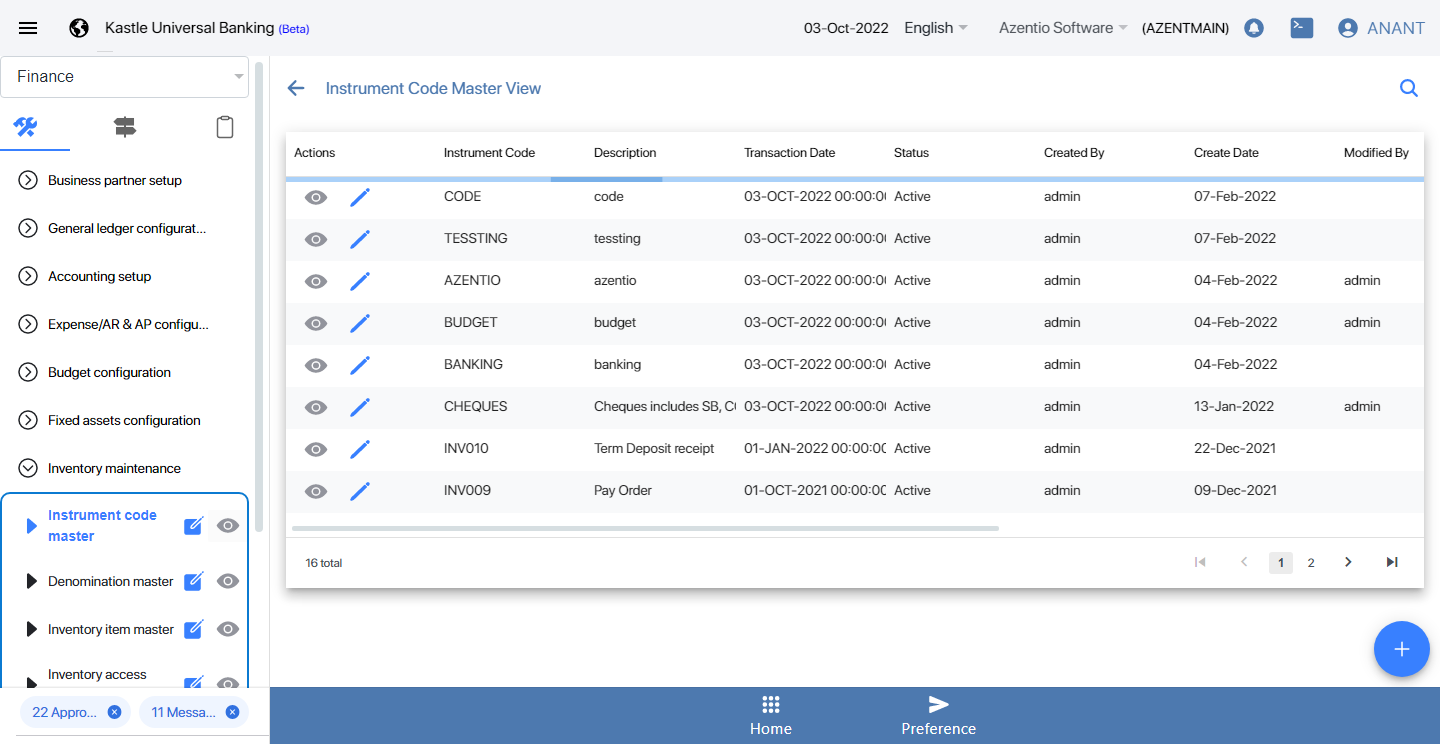 Kastle Universal Banking (Beta)
03-Oct-2022 English Azentio Software (AZENTMAIN) ANANT
Finance
Business partner setup
General ledger configurat...
Accounting setup
Expense/AR & AP configu...
Budget configuration
Fixed assets configuration
Inventory maintenance
Instrument code
master
Denomination master
Inventory item master
Inventory access
22 Appro... 11 Messa...
Instrument Code Master View
Actions Instrument Code Description Transaction Date Status Created By Create Date Modified By
CODE code 03-OCT-2022 00:00:0 Active admin 07-Feb-2022
TESSTING tessting 03-OCT-2022 00:00:0 Active admin 07-Feb-2022
AZENTIO azentio 03-OCT-2022 00:00:0 Active admin 04-Feb-2022 admin
BUDGET budget 03-OCT-2022 00:00:0 Active admin 04-Feb-2022 admin
BANKING banking 03-OCT-2022 00:00:0 Active admin 04-Feb-2022
CHEQUES Cheques includes SB, C 03-OCT-2022 00:00:0 Active admin 13-Jan-2022 admin
INV010 Term Deposit receipt 01-JAN-2022 00:00:0 Active admin 22-Dec-2021
INV009 Pay Order 01-OCT-2021 00:00:0 Active admin 09-Dec-2021
16 total 1 2
Home Preference